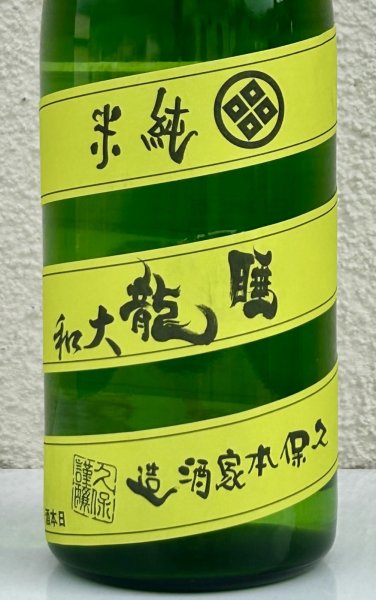 純米
睡龍
大和
久保本家酒造
久保謹醸
日本酒